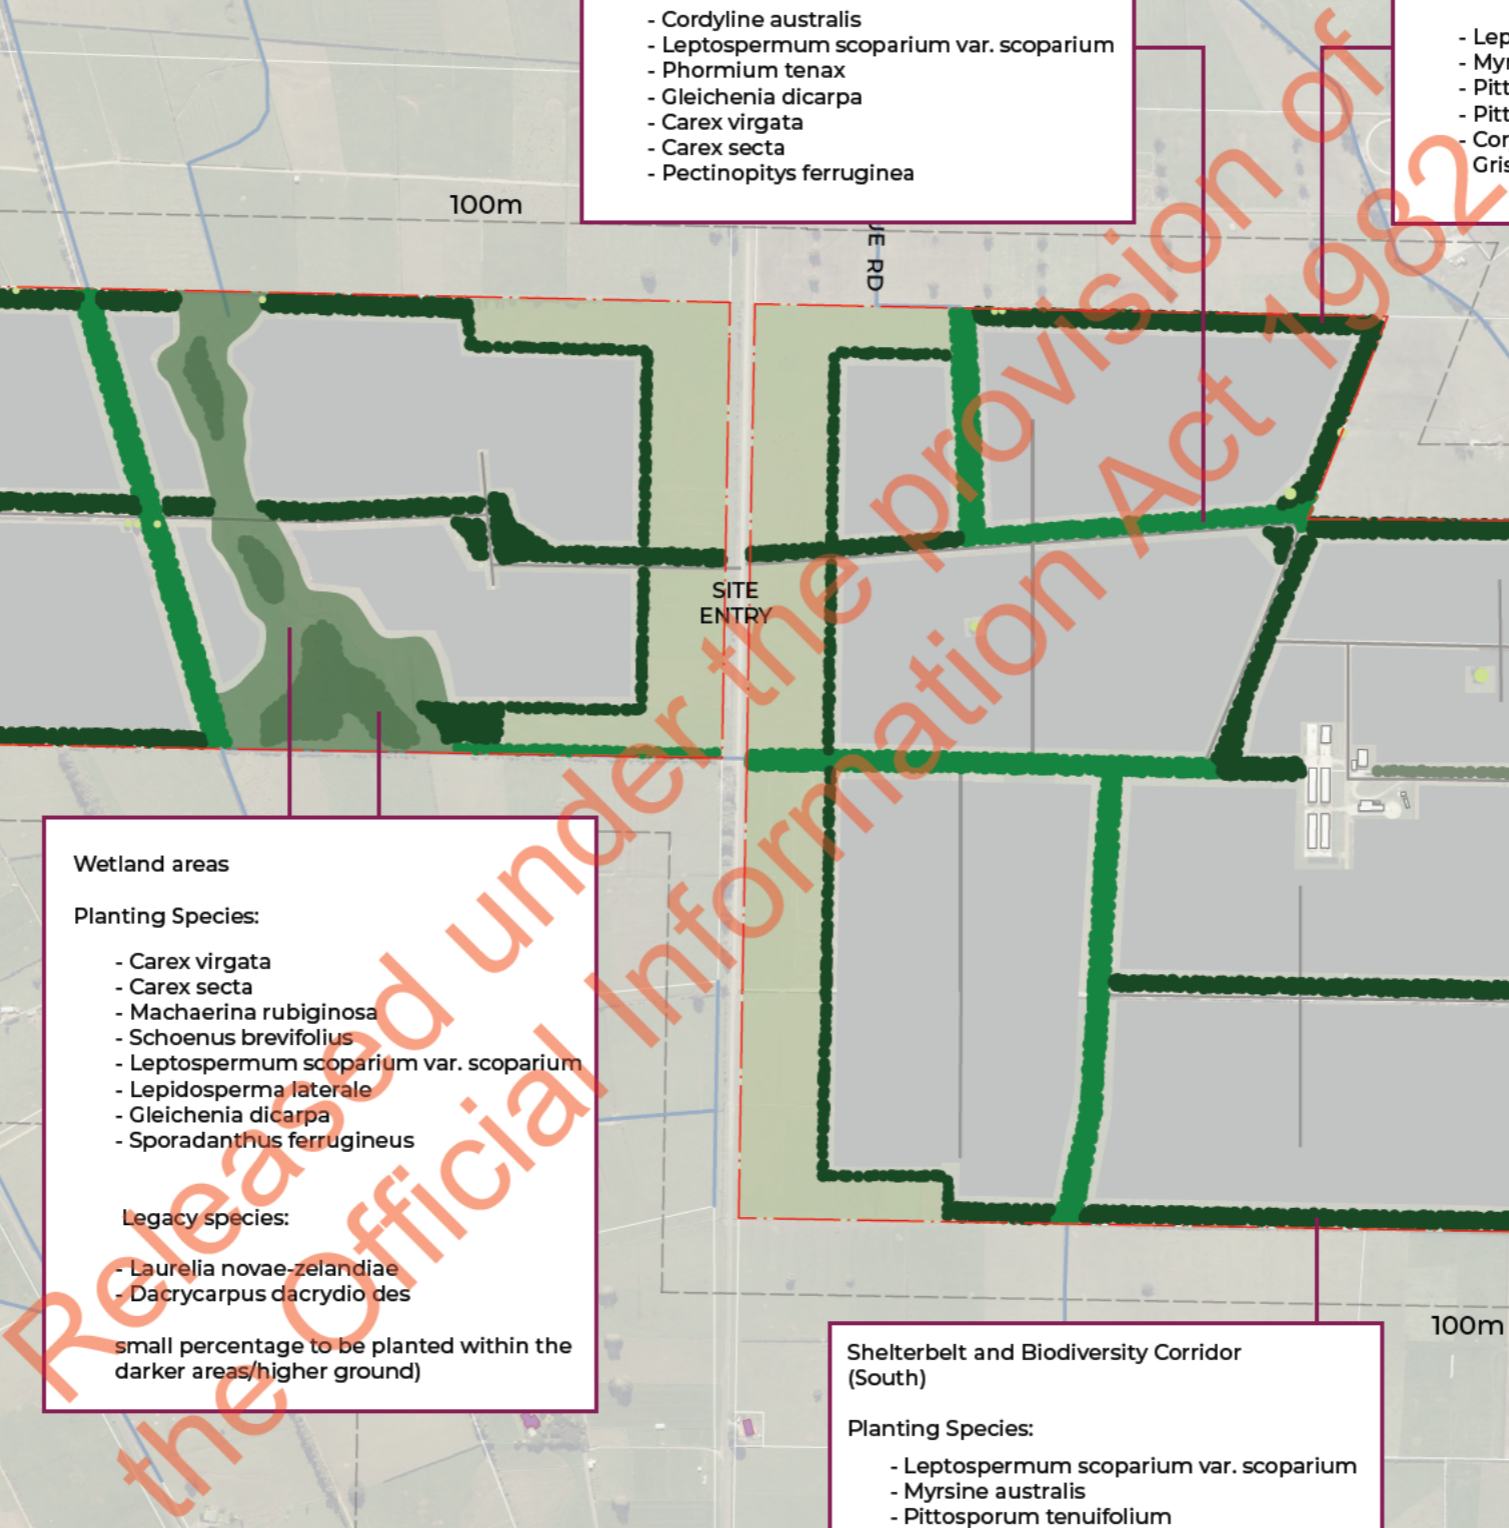 - Cordyline australis
- Leptospermum scoparium var. scoparium
- Phormium tenax
- Gleichenia dicarpa
- Carex virgata
- Carex secta
- Pectinopitys ferruginea
- Lep
- Myr
- Pitt
- Pitt
- Cor
Gris
100m
UE RD
SITE
ENTRY
Wetland areas
Planting Species:
- Carex virgata
- Carex secta
- Machaerina rubiginosa
- Schoenus brevifolius
- Leptospermum scoparium var. scoparium
- Lepidosperma laterale
- Gleichenia dicarpa
- Sporadanthus ferrugineus
Legacy species:
- Laurelia novae-zelandiae
- Dacrycarpus dacrydio des
small percentage to be planted within the
darker areas/higher ground)
100m
Shelterbelt and Biodiversity Corridor
(South)
Planting Species:
- Leptospermum scoparium var. scoparium
- Myrsine australis
- Pittosporum tenuifolium
Released under the provision of
the Official Information Act 1982